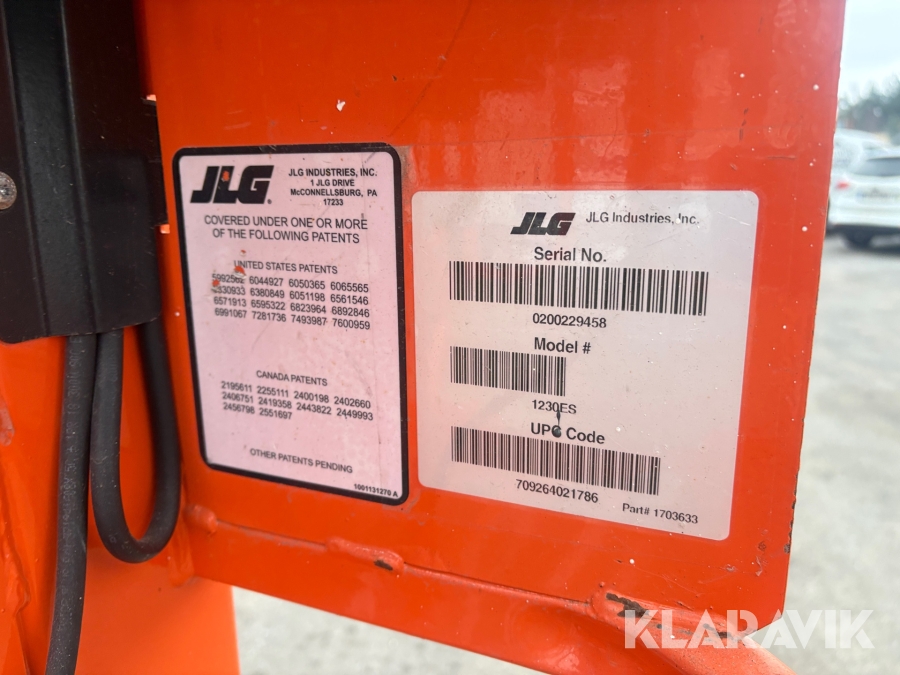 JLG
JLG INDUSTRIES, INC.
1 JLG DRIVE
McCONNELLSBURG, PA
17233
COVERED UNDER ONE OR MORE
OF THE FOLLOWING PATENTS
UNITED STATES PATENTS
5992562 6044927 6050365 6065565
6330933 6380849 6051198 6561546
6571913 6595322 6823964 6892846
6991067 7281736 7493987 7600959
CANADA PATENTS
2195611 2255111 2400198 2402660
2406751 2419358 2443822 2449993
2456798 2551697
OTHER PATENTS PENDING
1001131270 A
JLG JLG Industries, Inc.
Serial No.
0200229458
Model #
1230ES
UPC Code
709264021786
Part# 1703633
KLARAVIK